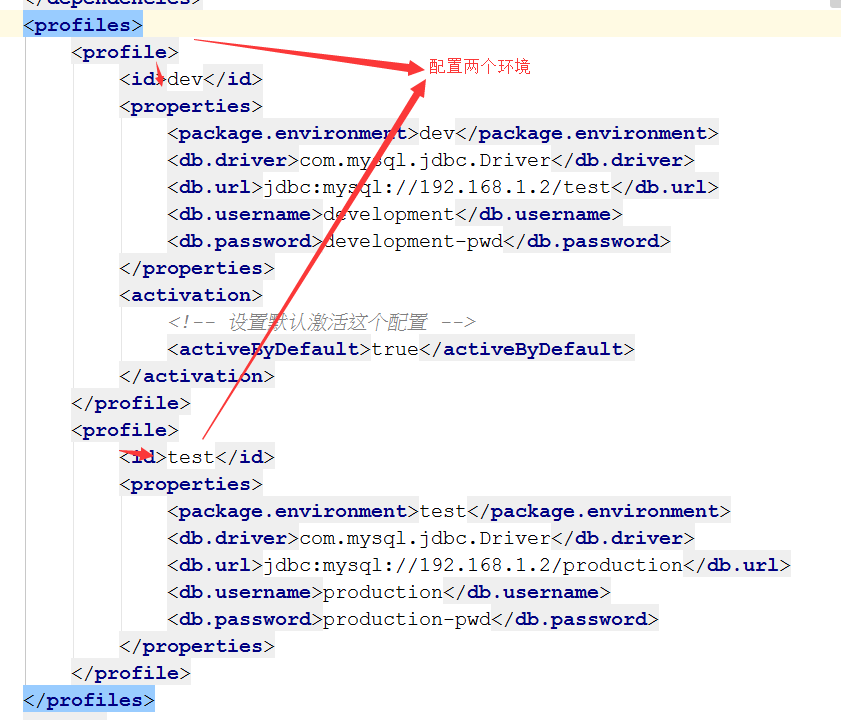 </dependencies>
<profiles>
<profile>
配置两个环境
<id>dev</id>
<properties>
<package.environment>dev</package.environment>
<db.driver>com.mysql.jdbc.Driver</db.driver>
<db.url>jdbc:mysql://192.168.1.2/test</db.url>
<db.username>development</db.username>
<db.password>development-pwd</db.password>
</properties>
<activation>
<!-- 设置默认激活这个配置 -->
<activeByDefault>true</activeByDefault>
</activation>
</profile>
<profile>
<id>test</id>
<properties>
<package.environment>test</package.environment>
<db.driver>com.mysql.jdbc.Driver</db.driver>
<db.url>jdbc:mysql://192.168.1.2/production</db.url>
<db.username>production</db.username>
<db.password>production-pwd</db.password>
</properties>
</profile>
</profiles>